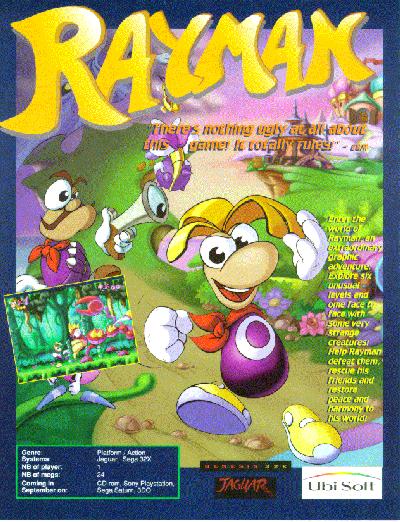 RAYMAN
"There's nothing ugly at all about
this game! It totally rules!" -
"Enter the
world of
Rayman, an
extraordinary
graphic
adventure.
Explore six
unusual
levels and
come face to
face with
some very
strange
creatures!
Help Rayman
defeat them,
rescue his
friends and
restore
peace and
harmony to
his world!
Genre: Platform / Action
Systems: Jaguar, Sega 32X
NB of player: 1
NB of megs: 24
Coming in CD rom, Sony Playstation,
September on: Sega Saturn, 3DO
GENESIS 32X
JAGUAR
Ubi Soft